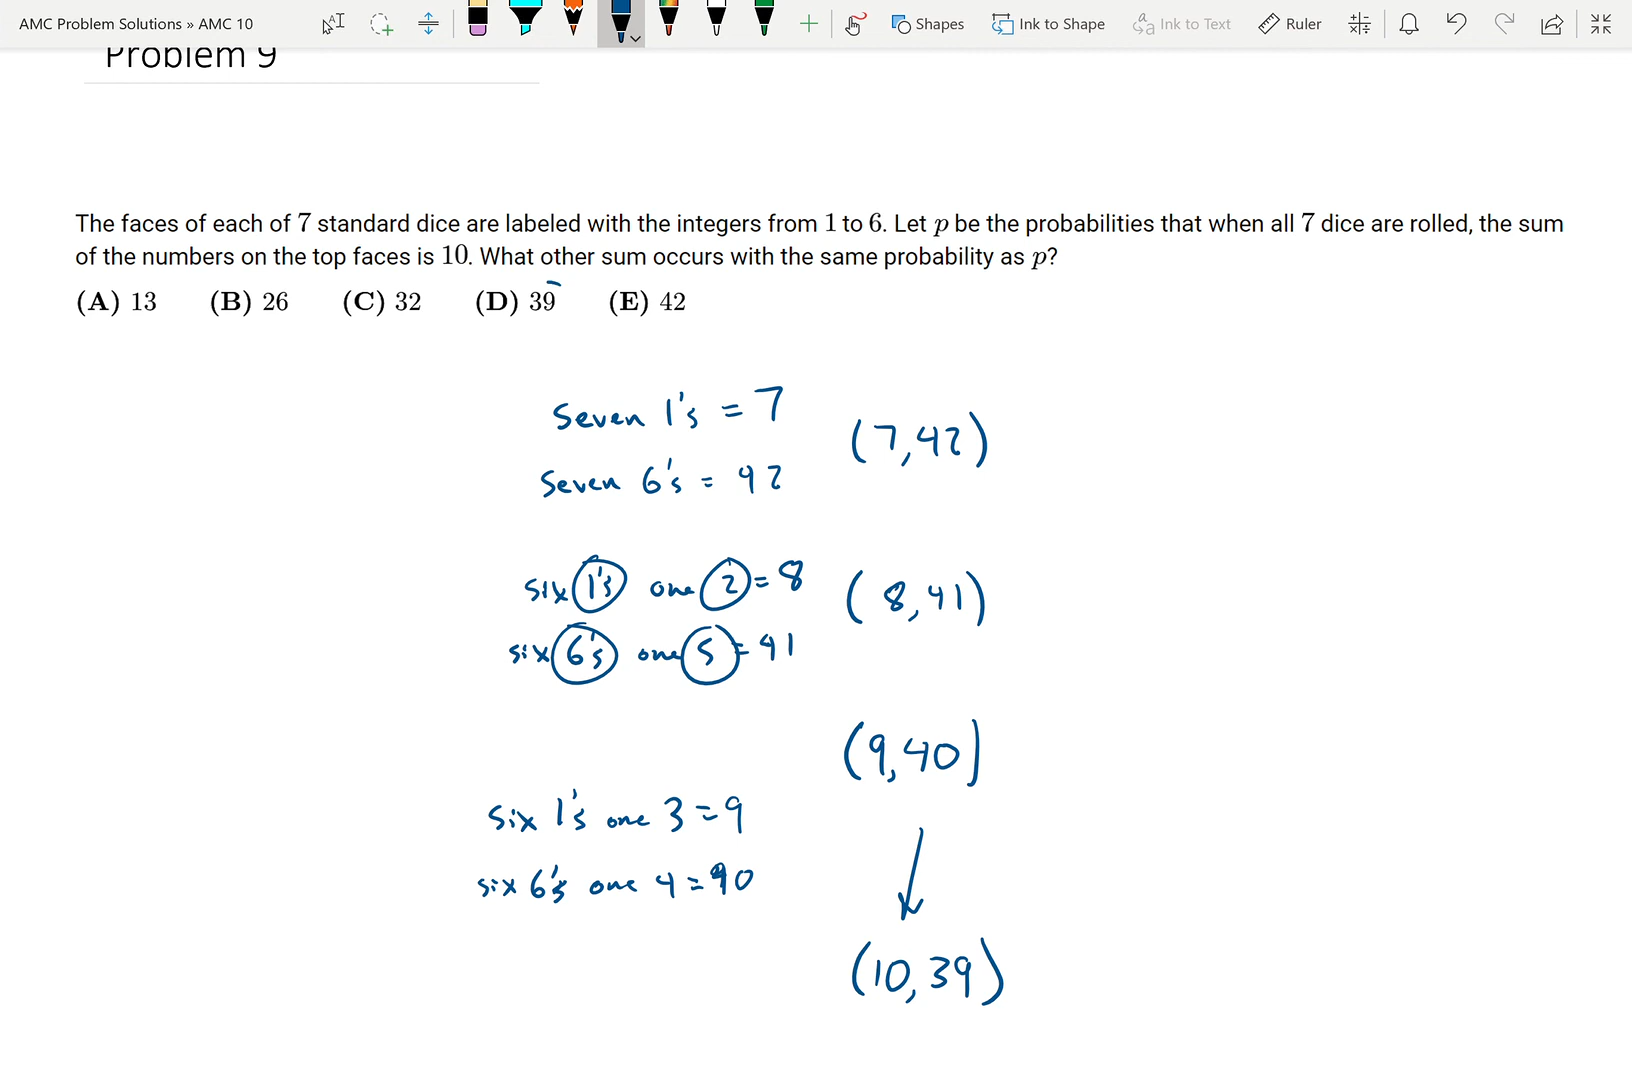 AMC Problem Solutions » AMC 10
Shapes
Ink to Shape
Ink to Text
Ruler
Problem 9
The faces of each of 7 standard dice are labeled with the integers from 1 to 6. Let p be the probabilities that when all 7 dice are rolled, the sum
of the numbers on the top faces is 10. What other sum occurs with the same probability as p?
(A) 13 (B) 26 (C) 32 (D) 39 (E) 42
Seven 1's = 7
(7,42)
Seven 6's = 42
six 1's one 2 = 8
(8,41)
six 6's one 5 = 41
(9,40)
six 1's one 3 = 9
six 6's one 4 = 40
(10,39)